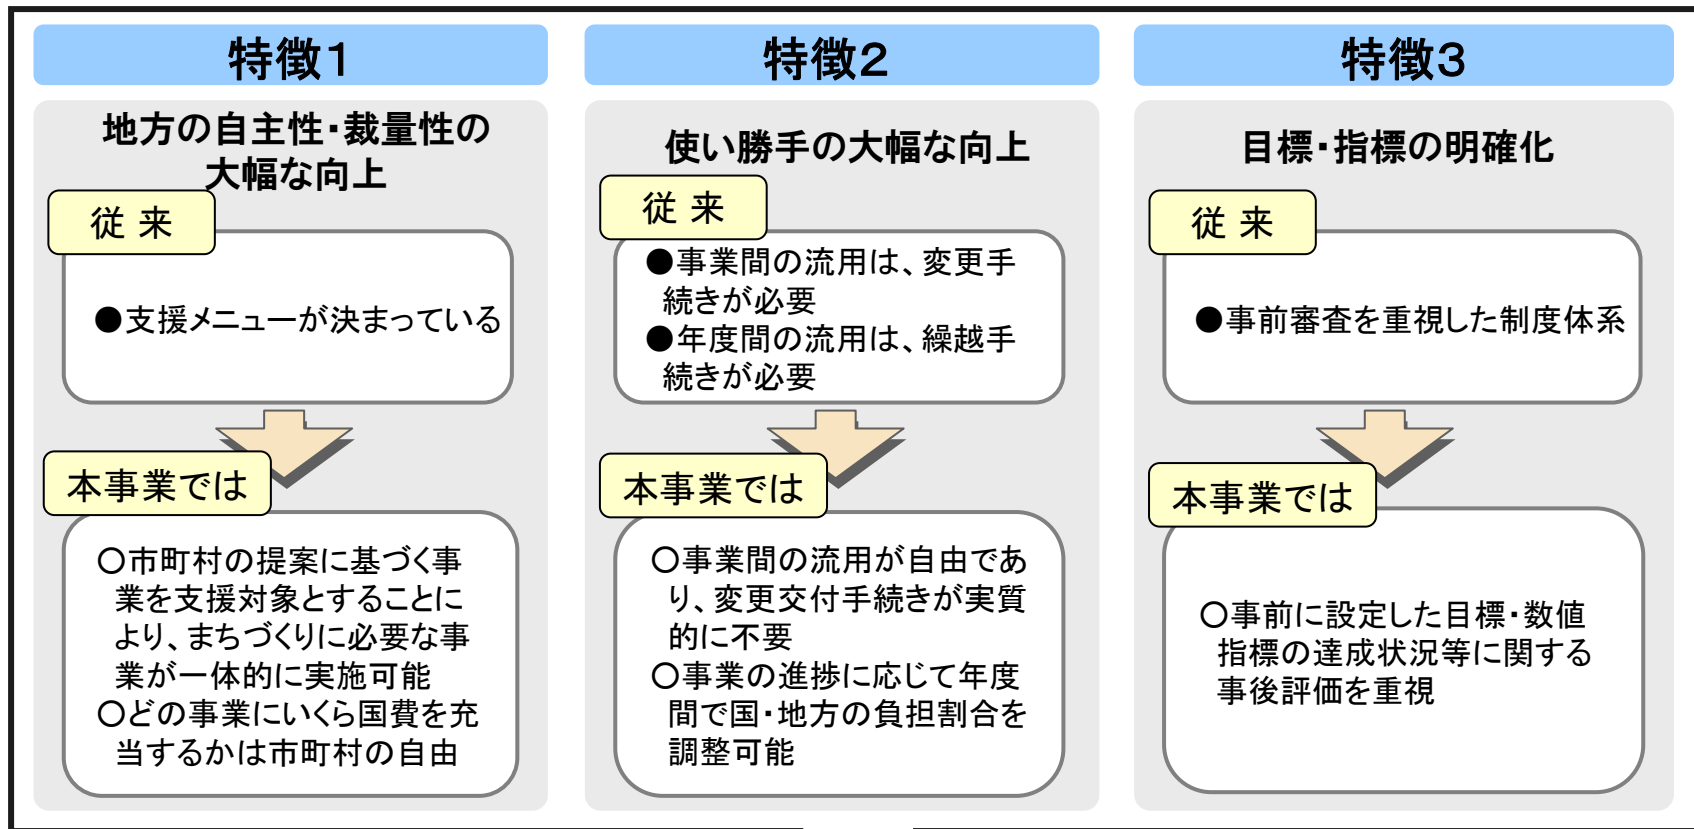 特徴1
地方の自主性・裁量性の
大幅な向上
従 来
●支援メニューが決まっている
本事業では
○市町村の提案に基づく事
業を支援対象とすることに
より、まちづくりに必要な事
業が一体的に実施可能
○どの事業にいくら国費を充
当するかは市町村の自由
特徴2
使い勝手の大幅な向上
従 来
●事業間の流用は、変更手
続きが必要
●年度間の流用は、繰越手
続きが必要
本事業では
○事業間の流用が自由であ
り、変更交付手続きが実質
的に不要
○事業の進捗に応じて年度
間で国・地方の負担割合を
調整可能
特徴3
目標・指標の明確化
従 来
●事前審査を重視した制度体系
本事業では
○事前に設定した目標・数値
指標の達成状況等に関する
事後評価を重視